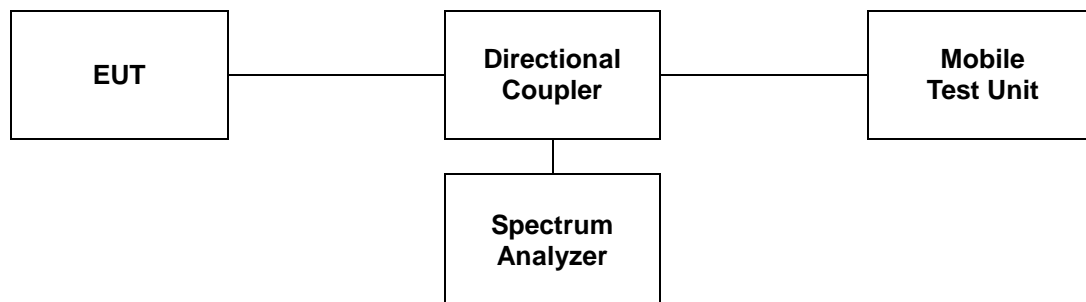 EUT
Directional
Coupler
Mobile
Test Unit
Spectrum
Analyzer